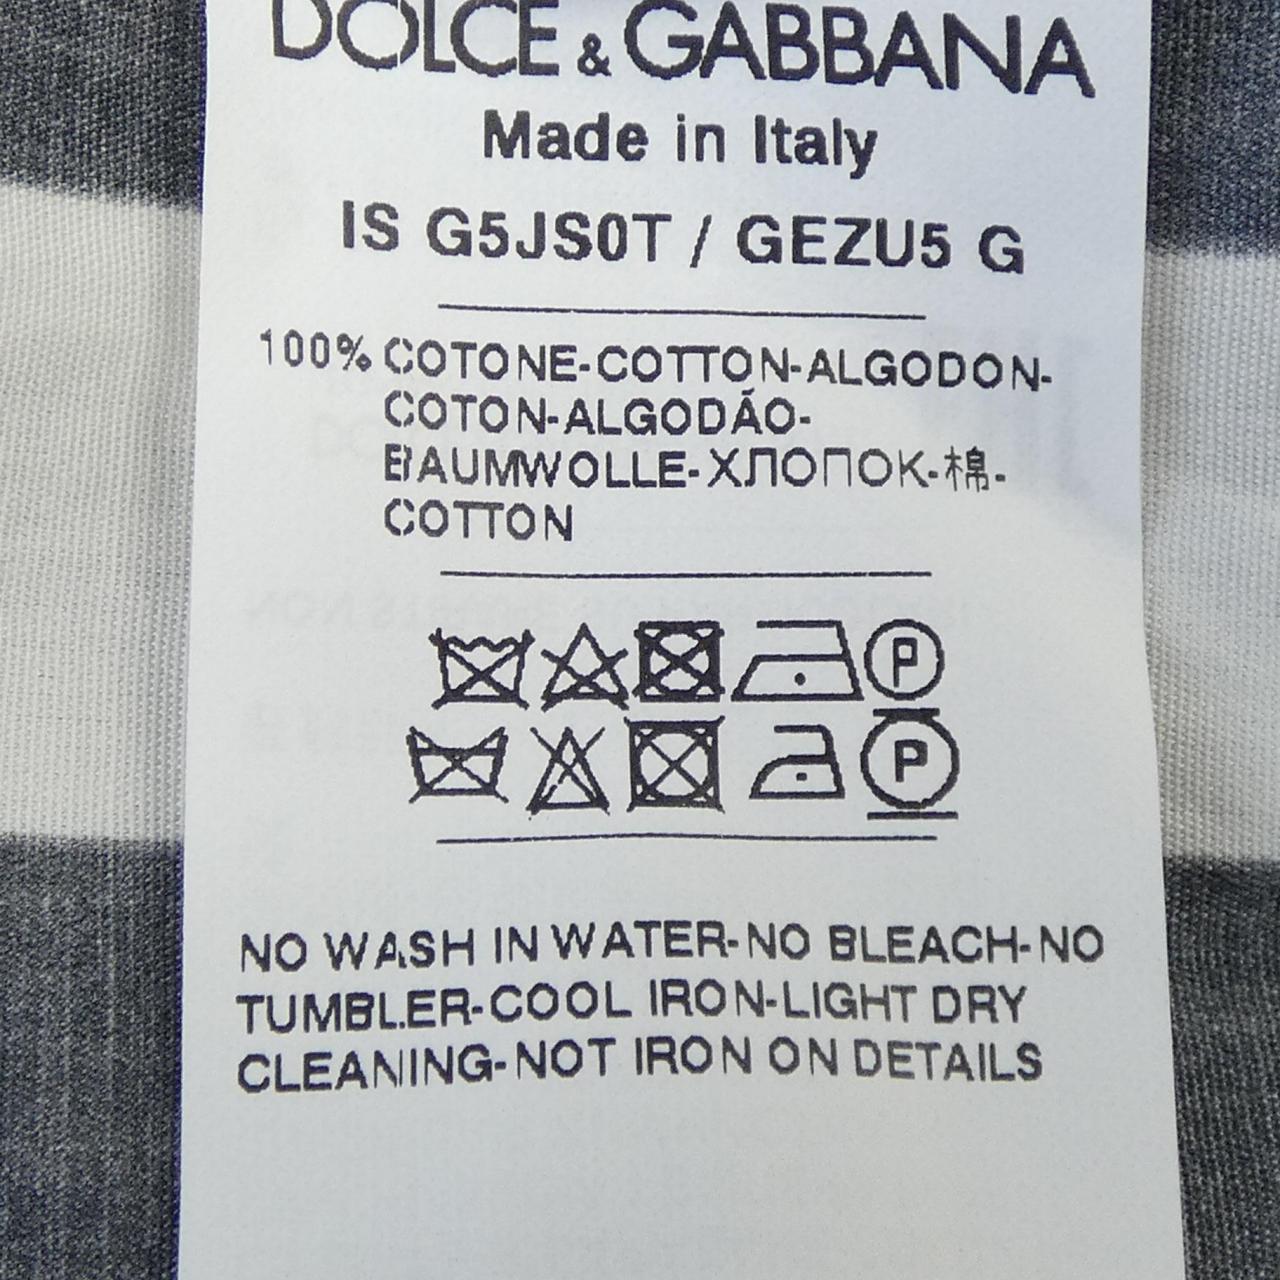 DOLCE & GABBANA
Made in Italy
IS G5JS0T / GEZU5 G
100% COTONE-COTTON-ALGODON-
COTON-ALGODÃO-
BAUMWOLLE-ХЛОПОК-棉-
COTTON
P
P
NO WASH IN WATER-NO BLEACH-NO
TUMBLER-COOL IRON-LIGHT DRY
CLEANING-NOT IRON ON DETAILS